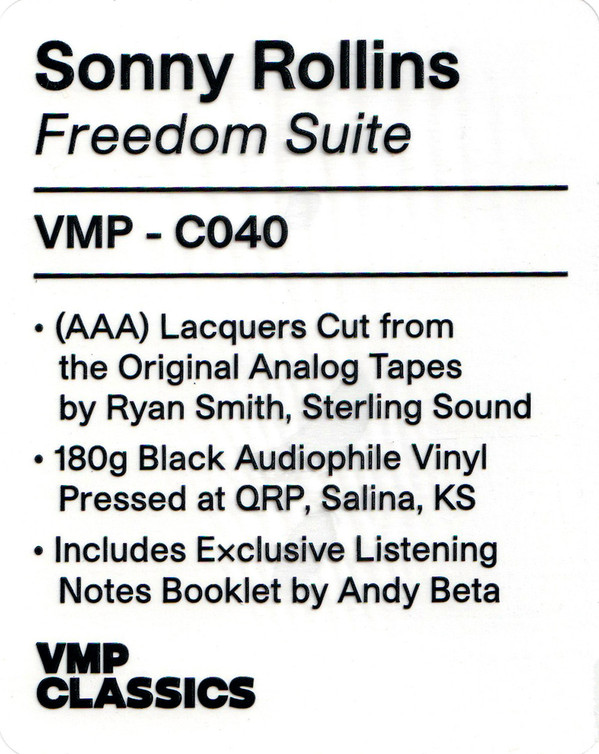 Sonny Rollins
Freedom Suite
VMP - C040
• (AAA) Lacquers Cut from
the Original Analog Tapes
by Ryan Smith, Sterling Sound
• 180g Black Audiophile Vinyl
Pressed at QRP, Salina, KS
• Includes Exclusive Listening
Notes Booklet by Andy Beta
VMP
CLASSICS